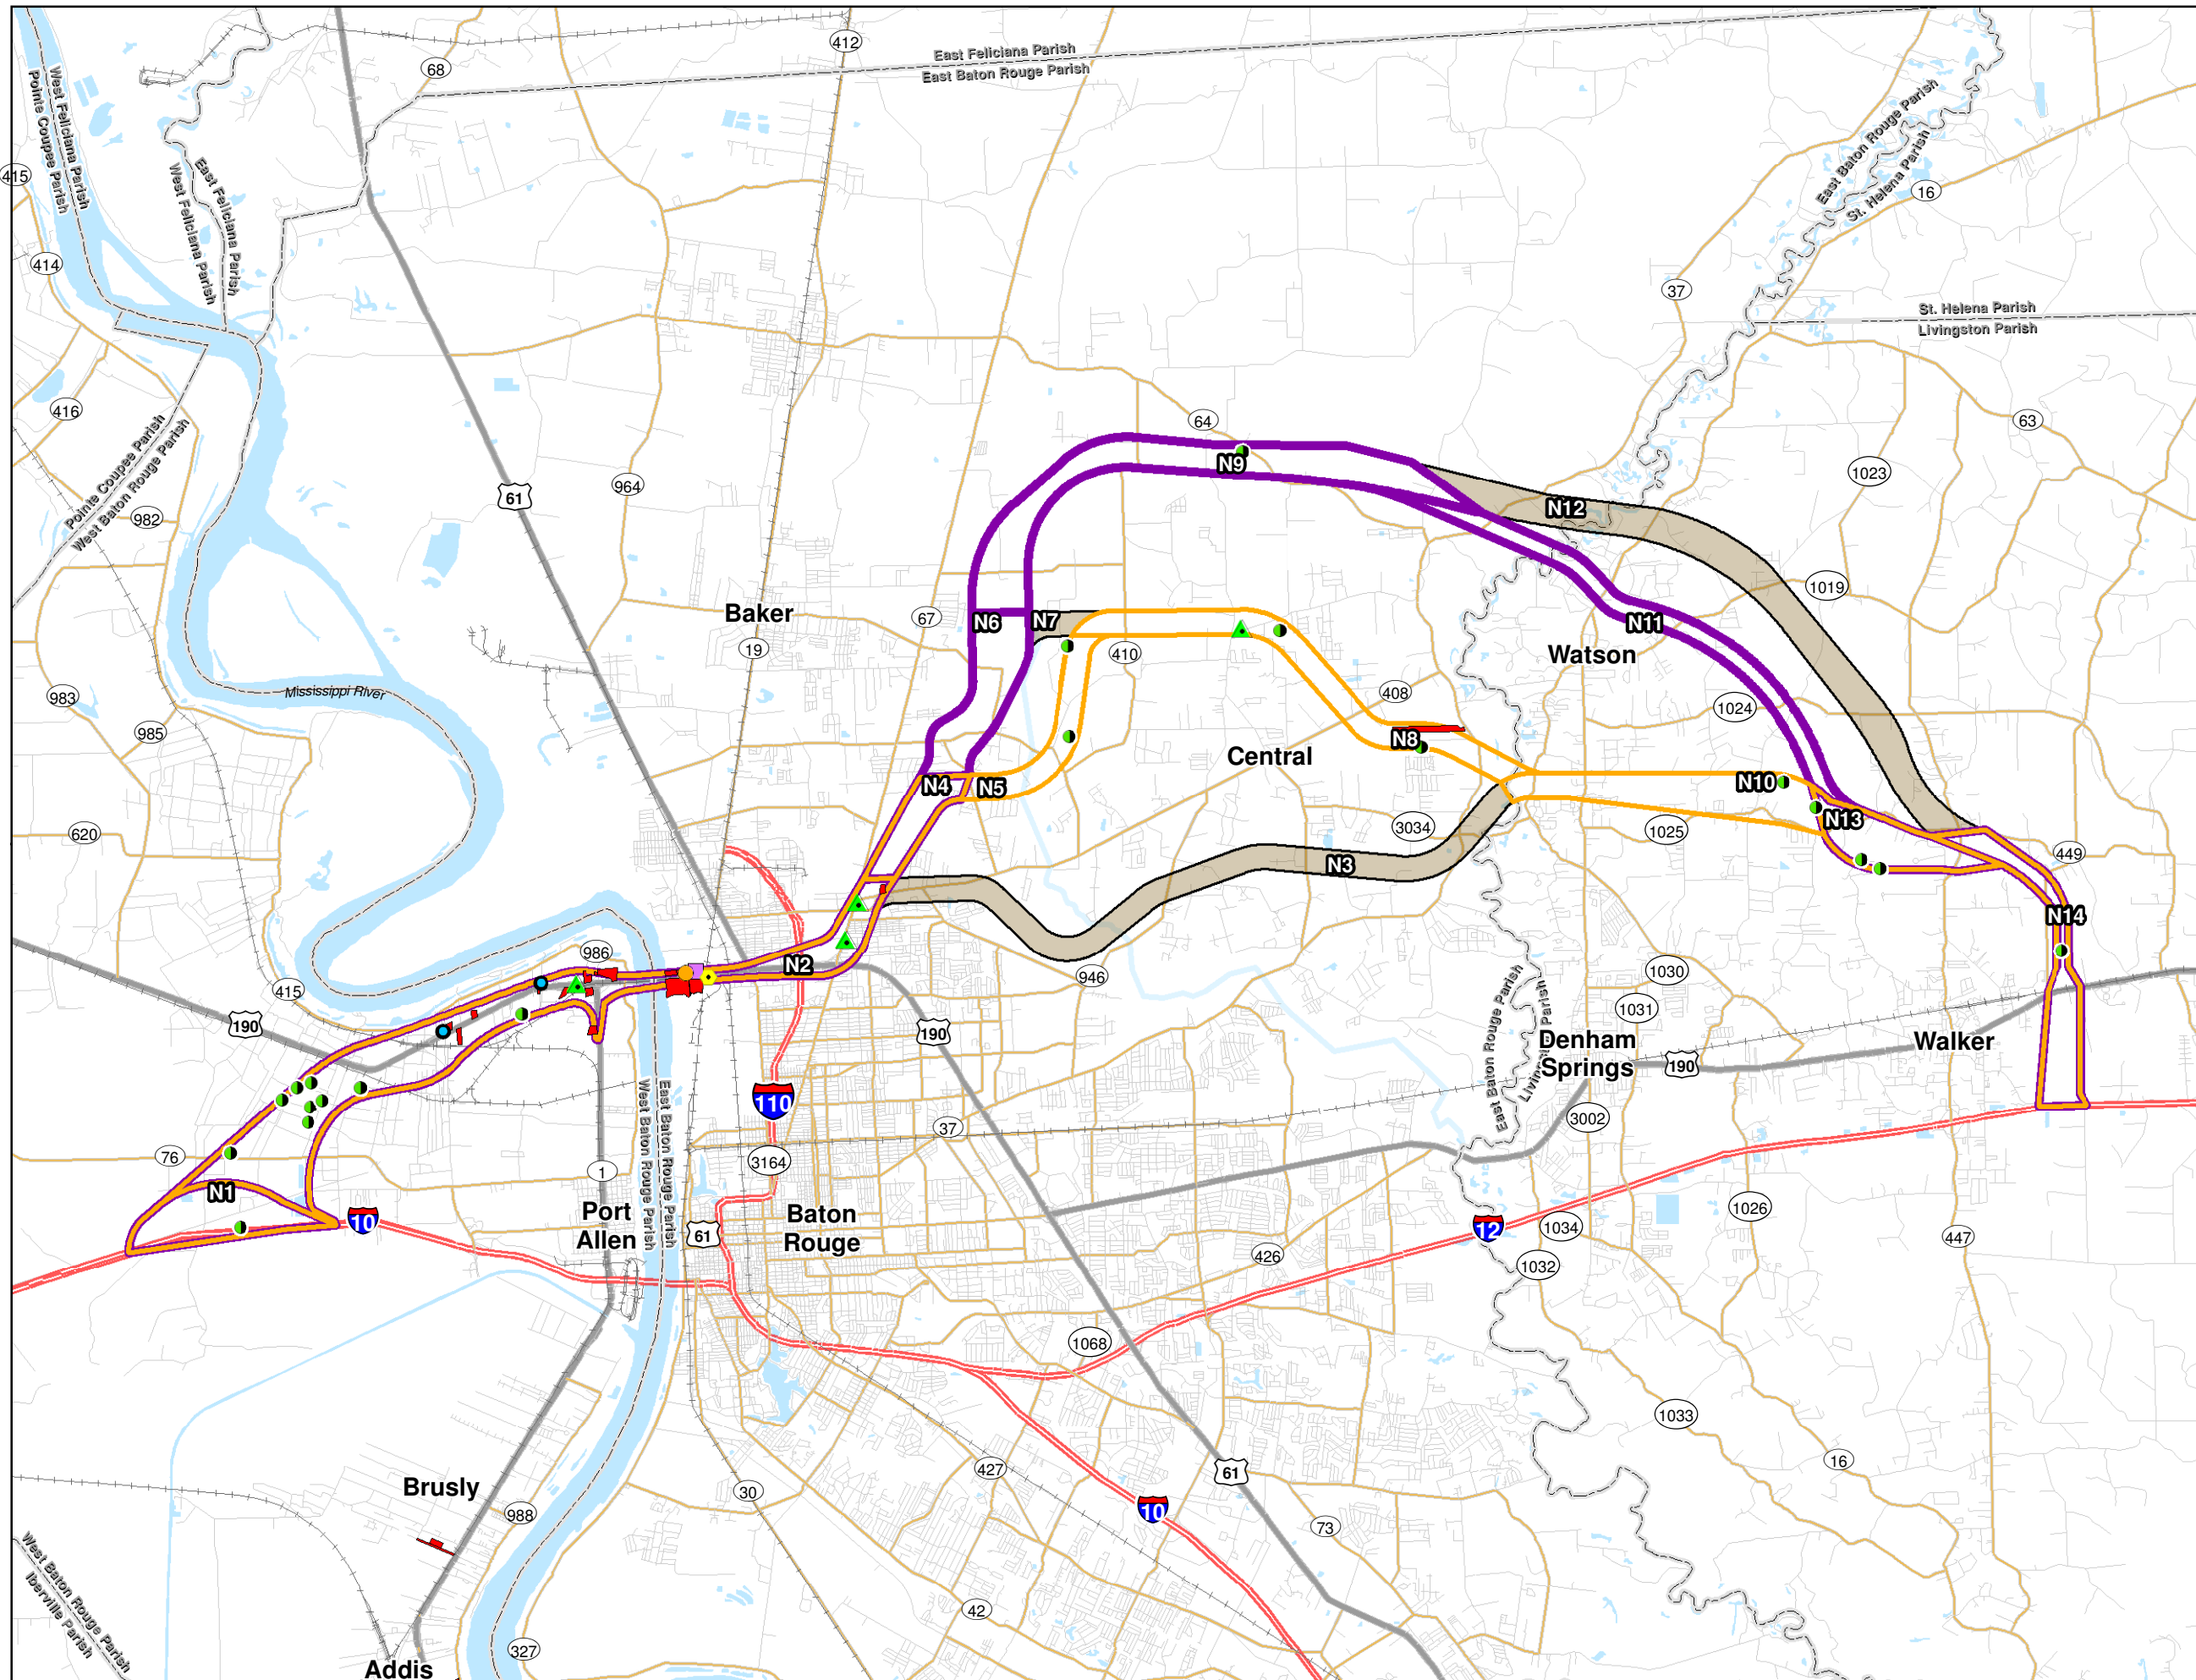 412
68
East Feliciana Parish
East Baton Rouge Parish
West Feliciana Parish
Pointe Coupee Parish
East Feliciana Parish
West Feliciana Parish
East Baton Rouge Parish
St. Helena Parish
415
16
414
37
St. Helena Parish
Livingston Parish
416
64
63
Pointe Coupee Parish
West Baton Rouge Parish
N9
1023
964
61
N12
982
1019
Baker
67
N6
N7
N11
19
410
Watson
Mississippi River
983
408
1024
985
N8
Central
N4
N5
N10
620
3034
1025
N13
449
N3
N14
986
N2
946
1030
415
1031
190
190
East Baton Rouge Parish
Denham
Springs
Walker
190
110
West Baton Rouge Parish
East Baton Rouge Parish
37
3002
76
3164
1
N1
Port
Allen
10
61
Baton
Rouge
12
1034
1026
447
426
1032
1068
1033
16
61
427
Brusly
30
10
988
73
West Baton Rouge Parish
Iberville Parish
42
327
Addis